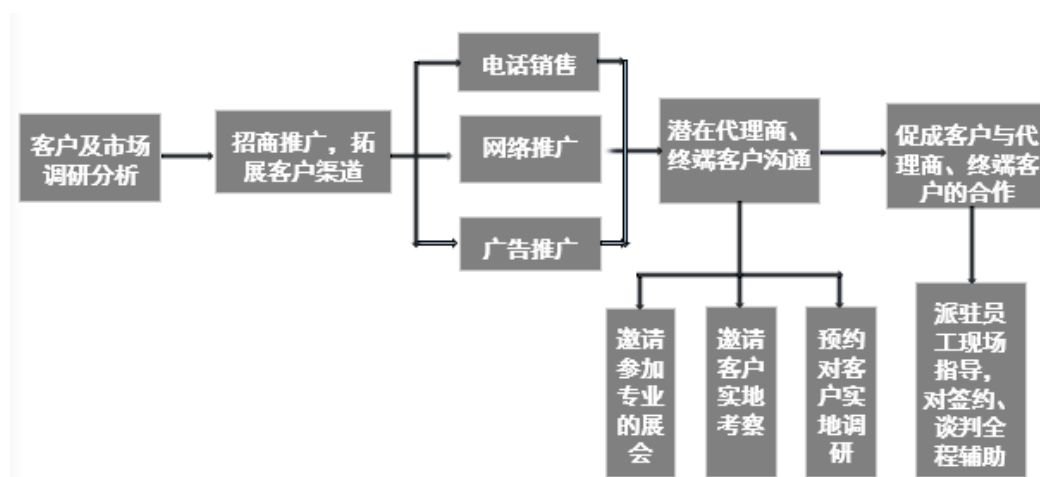 客户及市场
调研分析
招商推广，拓
展客户渠道
电话销售
网络推广
广告推广
潜在代理商、
终端客户沟通
促成客户与代
理商、终端客
户的合作
邀请
参加
专业
的展
会
邀请
客户
实地
考察
预约
对客
户实
地调
研
派驻员
工现场
指导，
对签约、
谈判全
程辅助